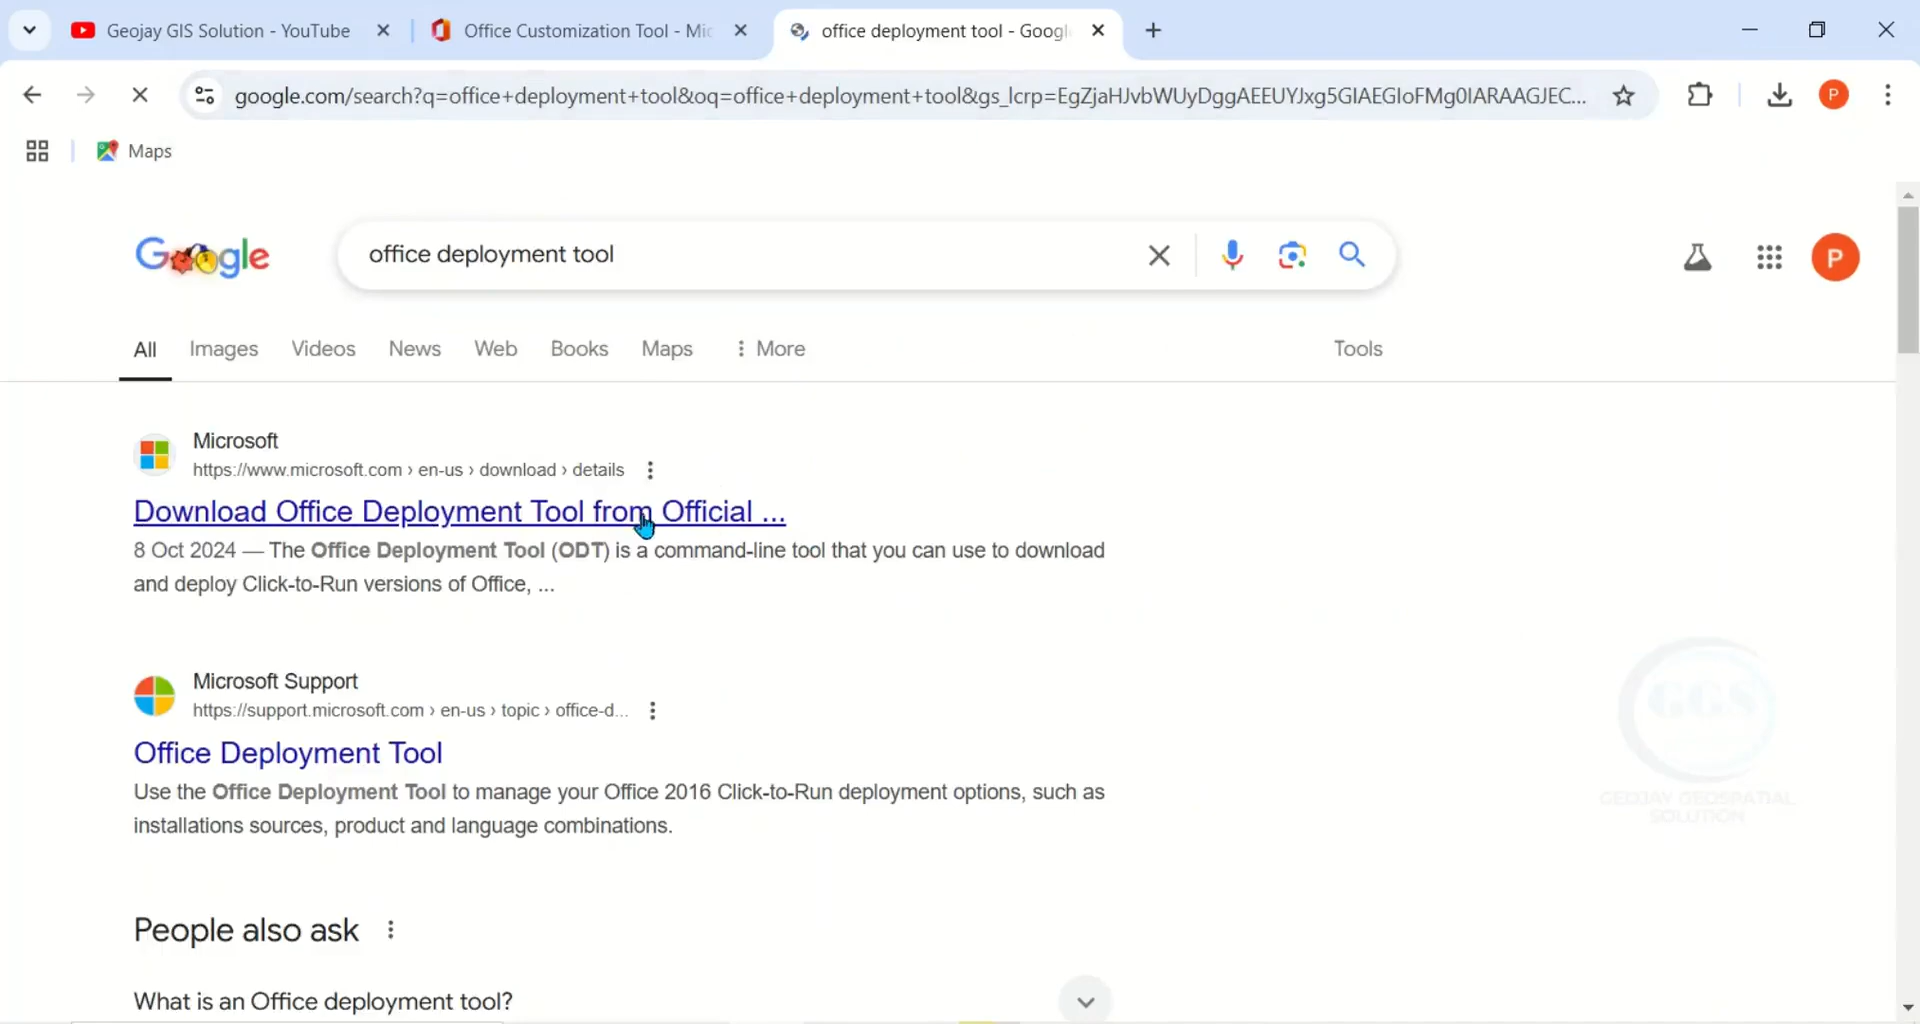 Geojay GIS Solution - YouTube
Office Customization Tool - Mic
office deployment tool - Googl
google.com/search?q=office+deployment+tool&oq=office+deployment+tool&gs_lcrp=EgZjaHJvbWUyDggAEEUYJxg5GIAEGIoFMg0IARAAGJEC...
P
Maps
Google
office deployment tool
P
All
Images
Videos
News
Web
Books
Maps
More
Tools
Microsoft
https://www.microsoft.com › en-us › download › details
Download Office Deployment Tool from Official ...
8 Oct 2024 — The Office Deployment Tool (ODT) is a command-line tool that you can use to download
and deploy Click-to-Run versions of Office, ...
Microsoft Support
https://support.microsoft.com › en-us › topic › office-d...
Office Deployment Tool
Use the Office Deployment Tool to manage your Office 2016 Click-to-Run deployment options, such as
installations sources, product and language combinations.
GGS
GEOJAY GEOSPATIAL
SOLUTION
People also ask
What is an Office deployment tool?